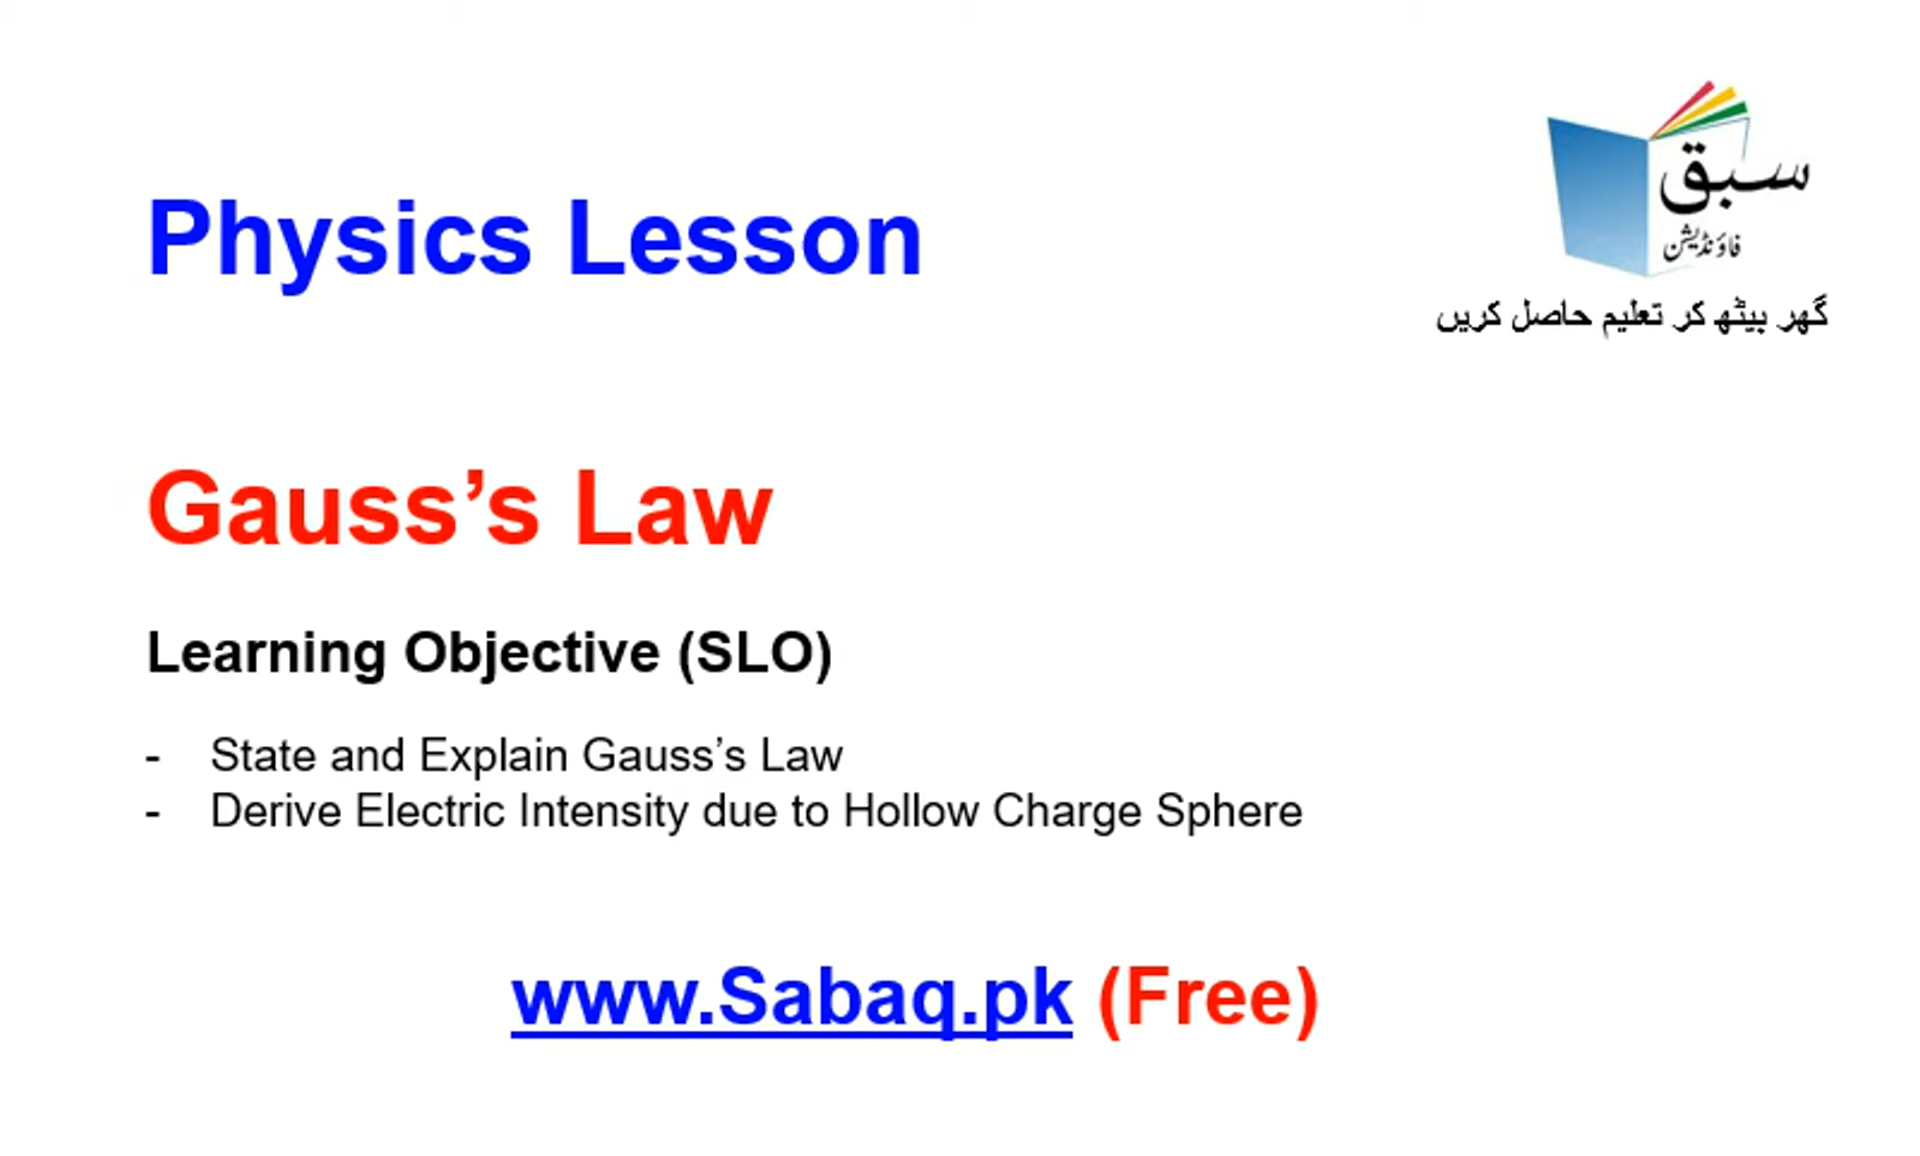 سبق
فاؤنڈیشن
گھر بیٹھ کر تعلیم حاصل کریں
Physics Lesson
Gauss’s Law
Learning Objective (SLO)
- State and Explain Gauss’s Law
- Derive Electric Intensity due to Hollow Charge Sphere
www.Sabaq.pk (Free)